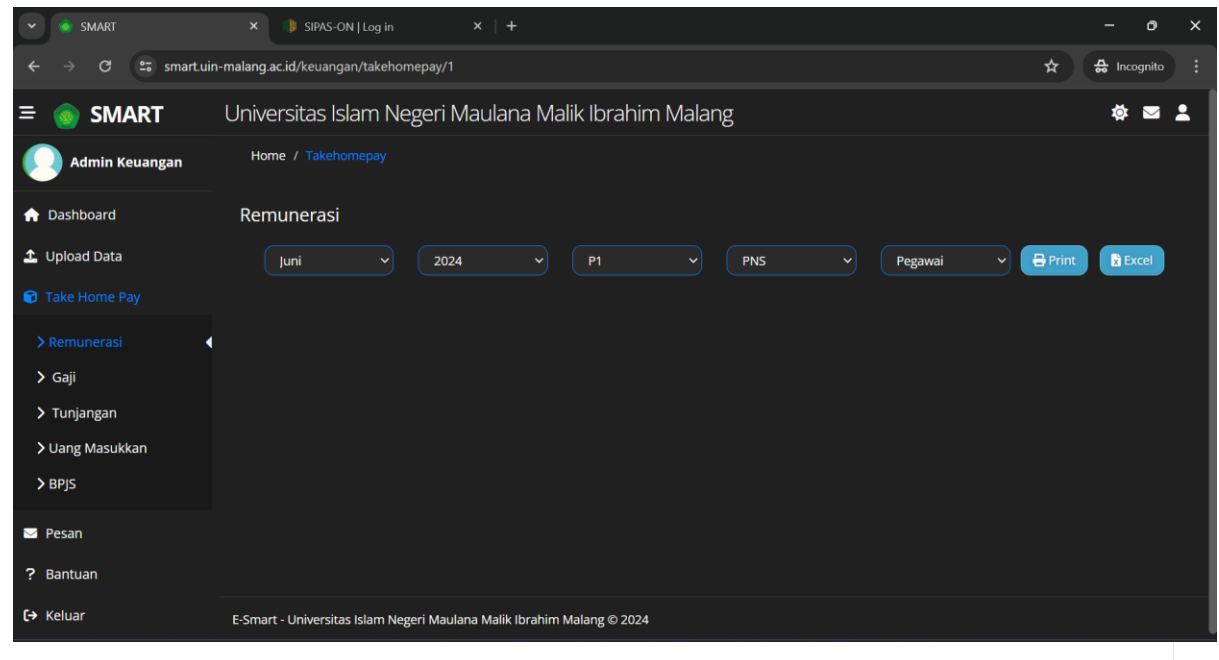 SMART
SIPAS-ON | Log in
smart.uin-malang.ac.id/keuangan/takehomepay/1
Incognito
SMART
Universitas Islam Negeri Maulana Malik Ibrahim Malang
Admin Keuangan
Home / Takehomepay
Dashboard
Upload Data
Take Home Pay
Remunerasi
Gaji
Tunjangan
Uang Masukkan
BPJS
Pesan
Bantuan
Keluar
Remunerasi
Juni 2024 P1 PNS Pegawai Print Excel
E-Smart - Universitas Islam Negeri Maulana Malik Ibrahim Malang © 2024